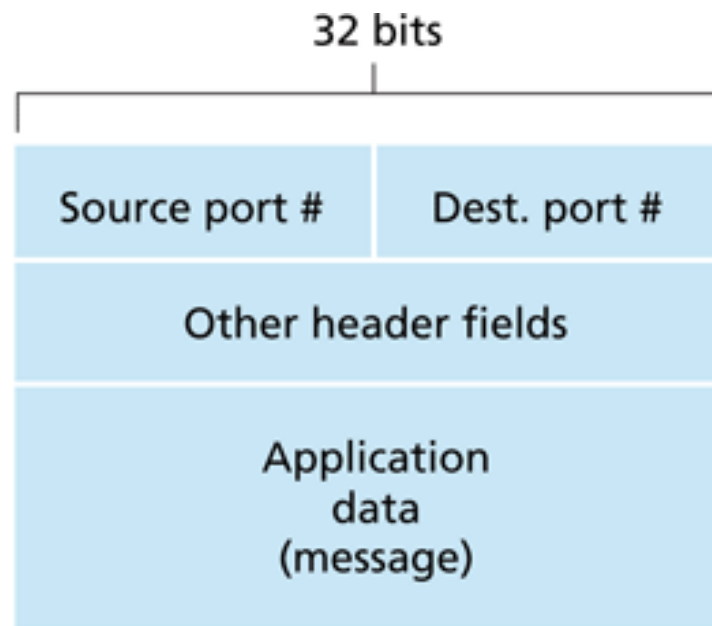 32 bits
Source port #
Dest. port #
Other header fields
Application
data
(message)